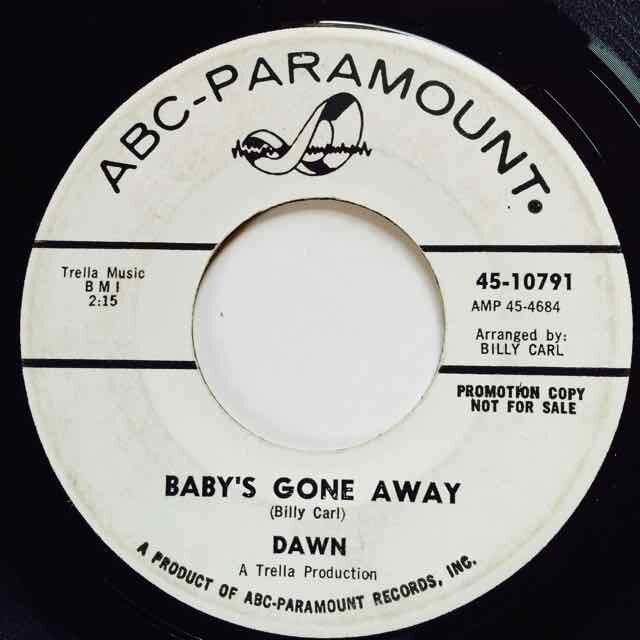 ABC-PARAMOUNT.
Trella Music
BMI
2:15
45-10791
AMP 45-4684
Arranged by:
BILLY CARL
PROMOTION COPY
NOT FOR SALE
BABY'S GONE AWAY
(Billy Carl)
DAWN
A Trella Production
A PRODUCT OF ABC-PARAMOUNT RECORDS, INC.